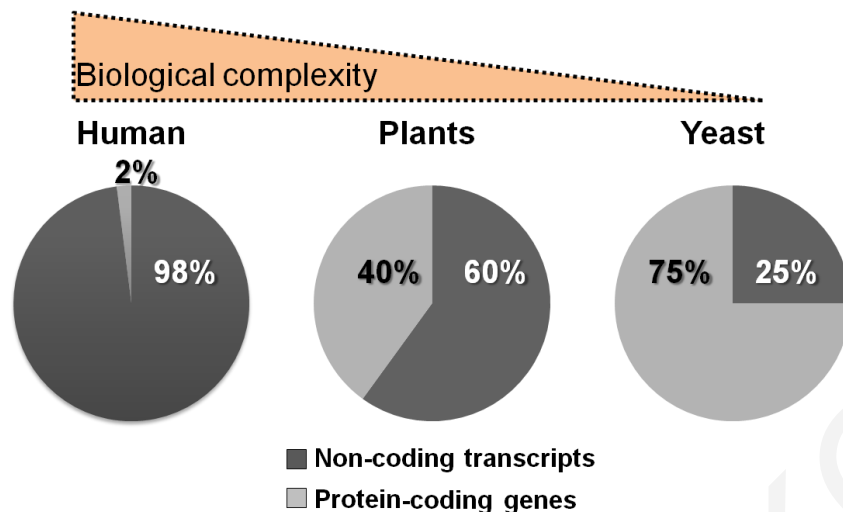 Biological complexity
Human
Plants
Yeast
2%
98%
40%
60%
75%
25%
Non-coding transcripts
Protein-coding genes